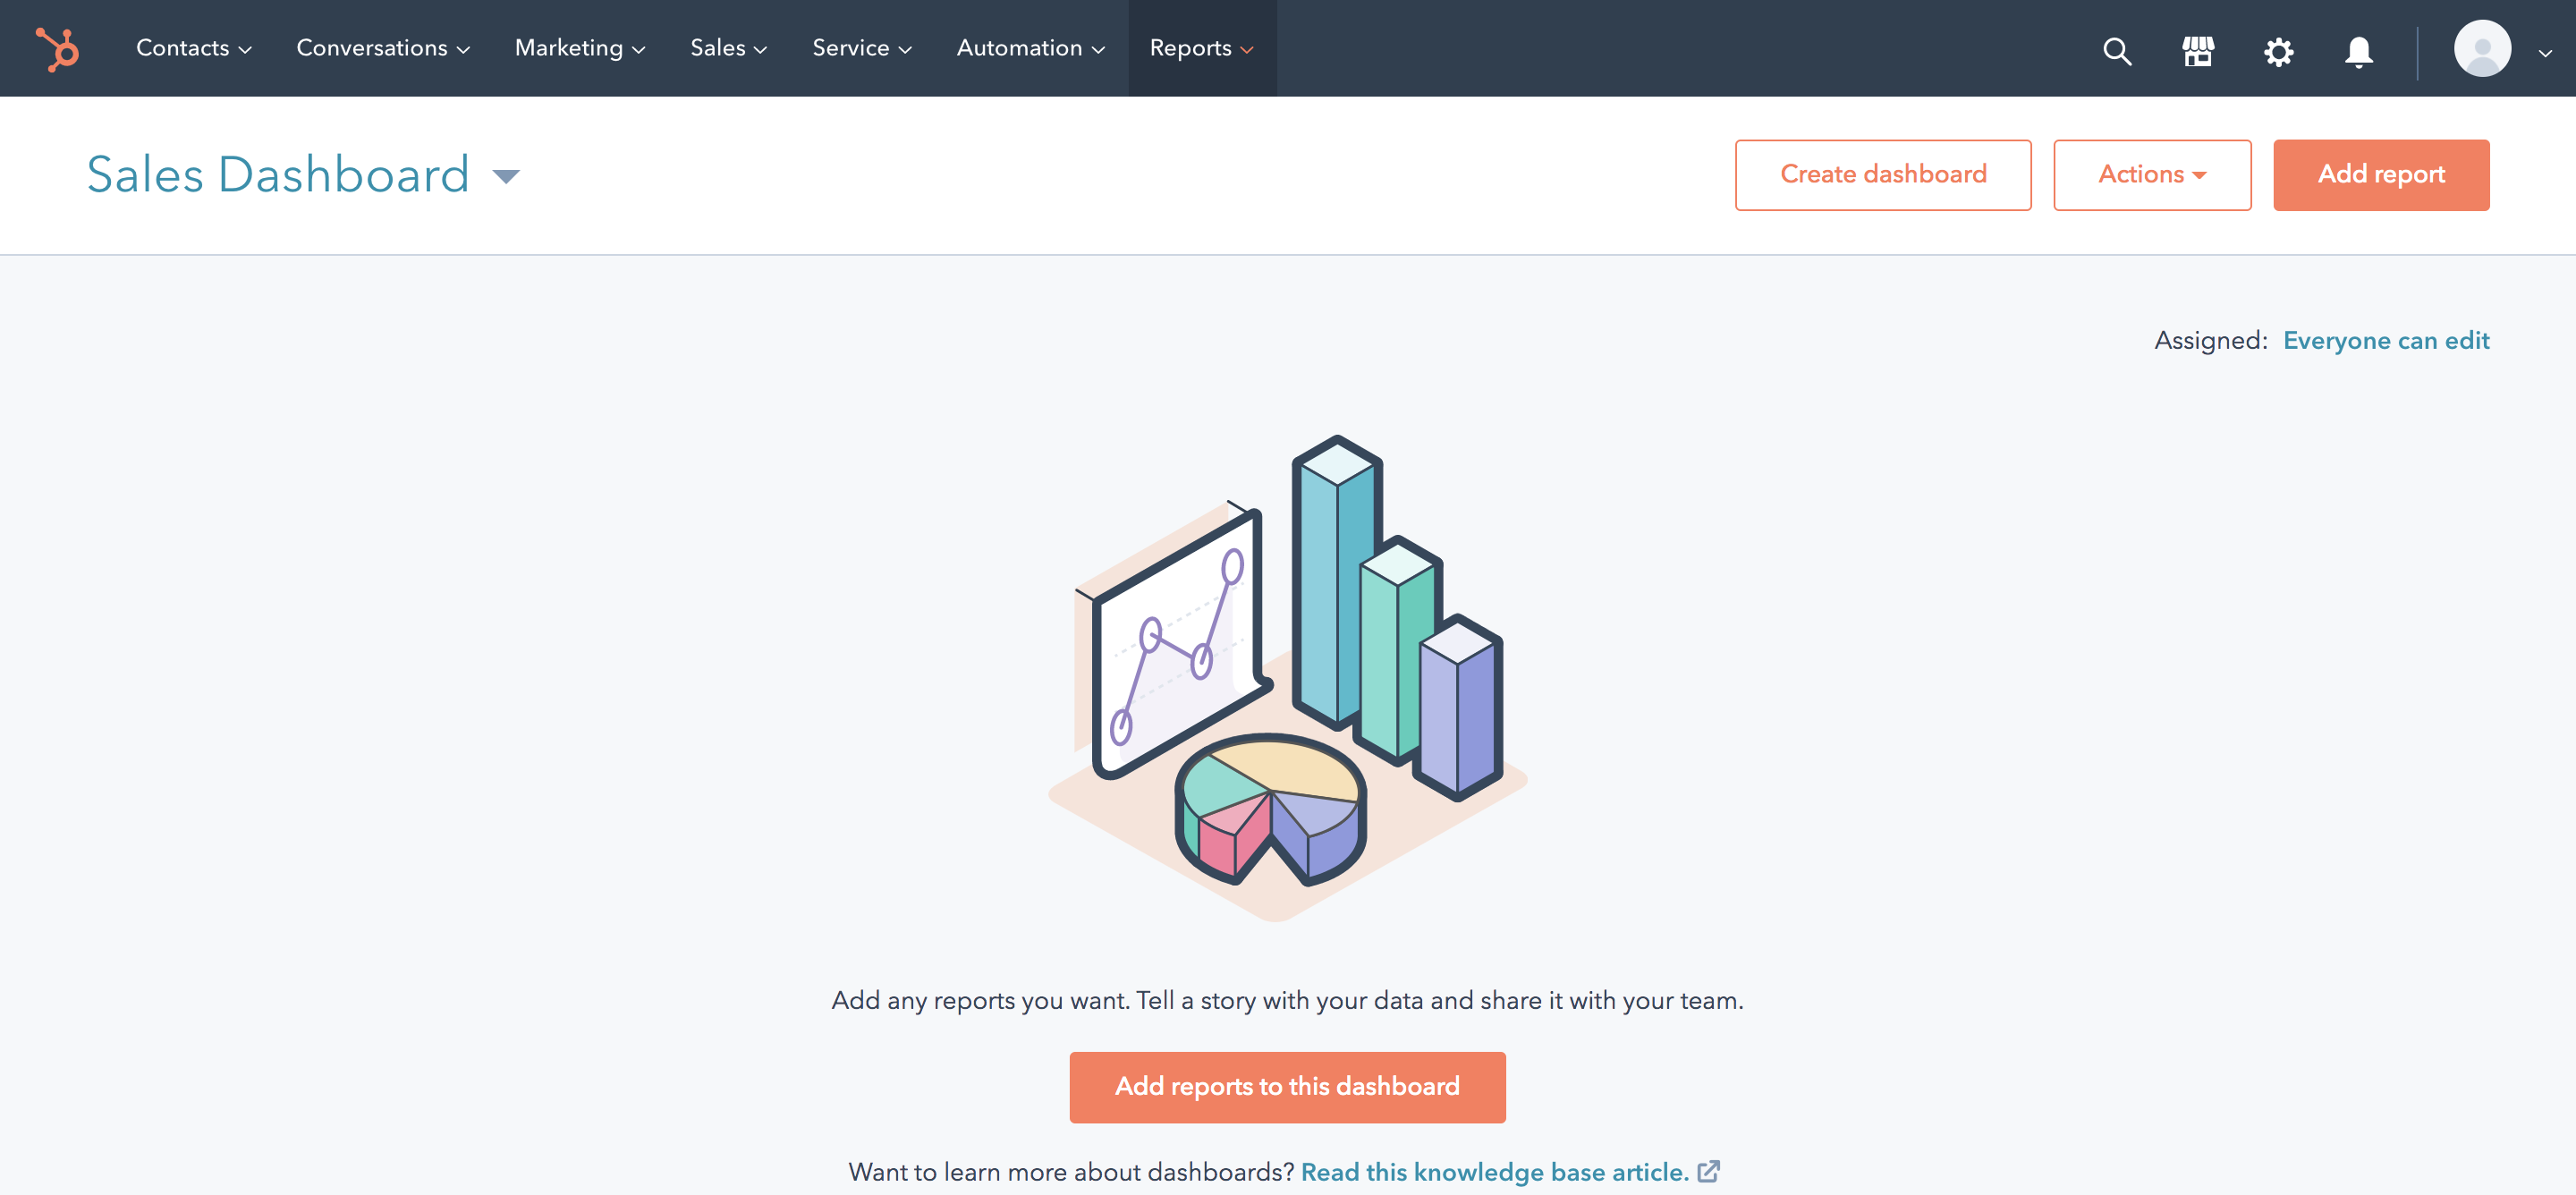 Contacts Conversations Marketing Sales Service Automation Reports
Sales Dashboard
Create dashboard Actions Add report
Assigned: Everyone can edit
Add any reports you want. Tell a story with your data and share it with your team.
Add reports to this dashboard
Want to learn more about dashboards? Read this knowledge base article.